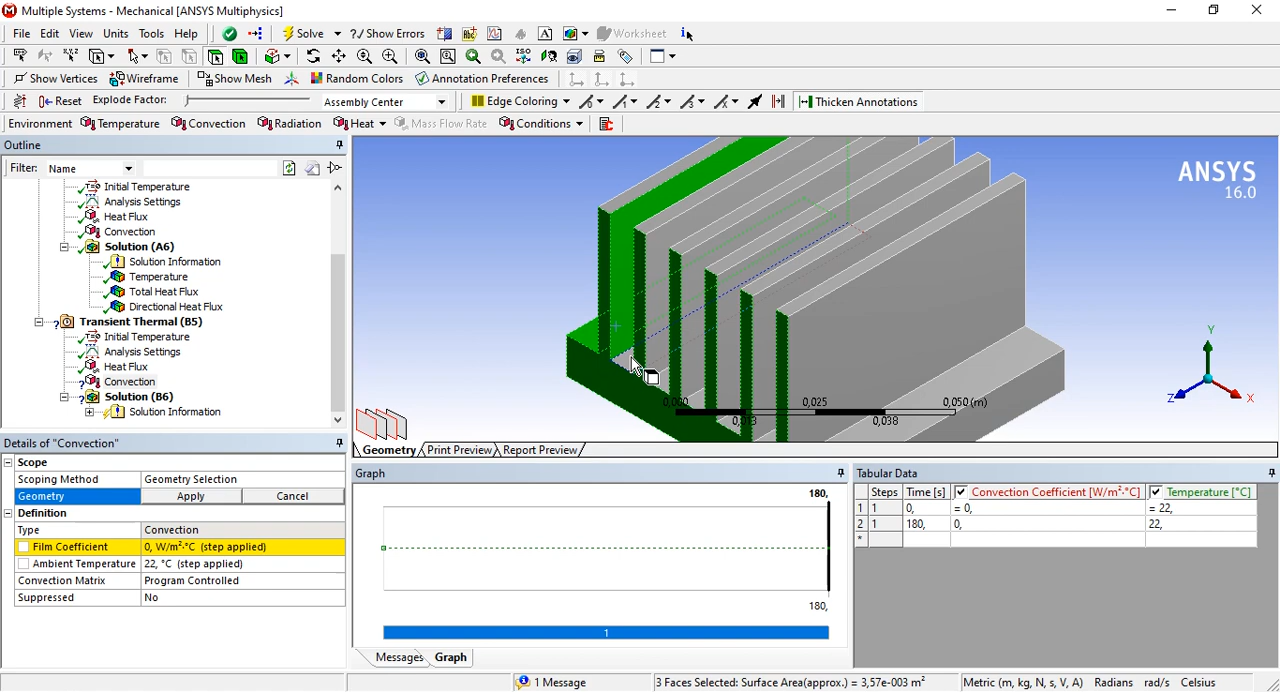 Multiple Systems - Mechanical [ANSYS Multiphysics]
File Edit View Units Tools Help Solve ?/ Show Errors Worksheet
Show Vertices Wireframe Show Mesh Random Colors Annotation Preferences
Reset Explode Factor: Assembly Center Edge Coloring Thicken Annotations
Environment Temperature Convection Radiation Heat Mass Flow Rate Conditions
Outline
Filter: Name
Initial Temperature
Analysis Settings
Heat Flux
Convection
Solution (A6)
Solution Information
Temperature
Total Heat Flux
Directional Heat Flux
Transient Thermal (B5)
Initial Temperature
Analysis Settings
Heat Flux
Convection
Solution (B6)
Solution Information
Details of "Convection"
Scope
Scoping Method Geometry Selection
Geometry Apply Cancel
Definition
Type Convection
Film Coefficient 0, W/m²·°C (step applied)
Ambient Temperature 22, °C (step applied)
Convection Matrix Program Controlled
Suppressed No
ANSYS
16.0
0,000 0,025 0,050 (m)
0,013 0,038
Y
Z X
Geometry Print Preview Report Preview
Graph
180,
180,
1
Messages Graph
Tabular Data
Steps Time [s] Convection Coefficient [W/m²·°C] Temperature [°C]
1 1 0, = 0, = 22,
2 1 180, 0, 22,
*
1 Message 3 Faces Selected: Surface Area(approx.) = 3,57e-003 m² Metric (m, kg, N, s, V, A) Radians rad/s Celsius